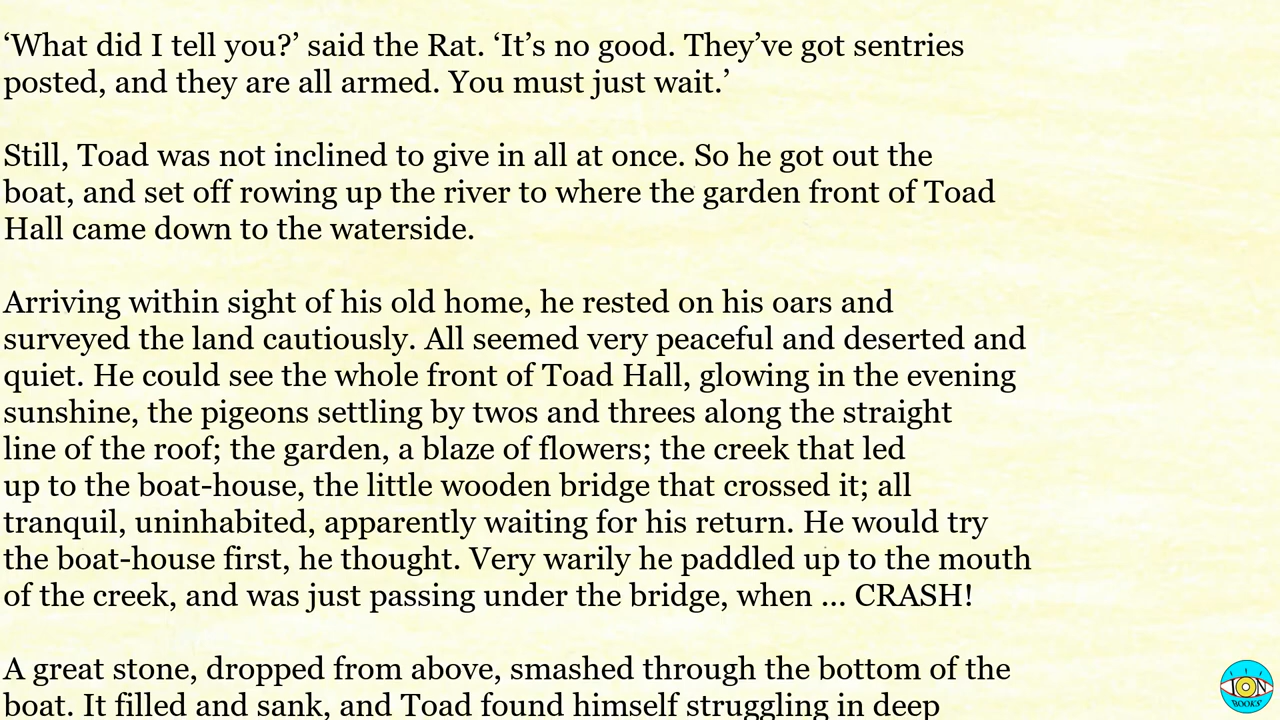 ‘What did I tell you?’ said the Rat. ‘It’s no good. They’ve got sentries
posted, and they are all armed. You must just wait.’
Still, Toad was not inclined to give in all at once. So he got out the
boat, and set off rowing up the river to where the garden front of Toad
Hall came down to the waterside.
Arriving within sight of his old home, he rested on his oars and
surveyed the land cautiously. All seemed very peaceful and deserted and
quiet. He could see the whole front of Toad Hall, glowing in the evening
sunshine, the pigeons settling by twos and threes along the straight
line of the roof; the garden, a blaze of flowers; the creek that led
up to the boat-house, the little wooden bridge that crossed it; all
tranquil, uninhabited, apparently waiting for his return. He would try
the boat-house first, he thought. Very warily he paddled up to the mouth
of the creek, and was just passing under the bridge, when ... CRASH!
A great stone, dropped from above, smashed through the bottom of the
boat. It filled and sank, and Toad found himself struggling in deep
ION
BOOKS